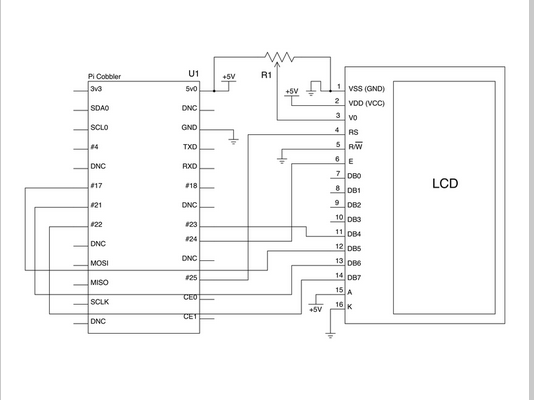 Pi Cobbler
U1
3v3
SDA0
SCL0
#4
DNC
#17
#21
#22
DNC
MOSI
MISO
SCLK
DNC
5v0
DNC
GND
TXD
RXD
#18
DNC
#23
#24
DNC
#25
CE0
CE1
+5V
R1
+5V
1 VSS (GND)
2 VDD (VCC)
3 V0
4 RS
5 R/W
6 E
7 DB0
8 DB1
9 DB2
10 DB3
11 DB4
12 DB5
13 DB6
14 DB7
15 A
16 K
+5V
LCD